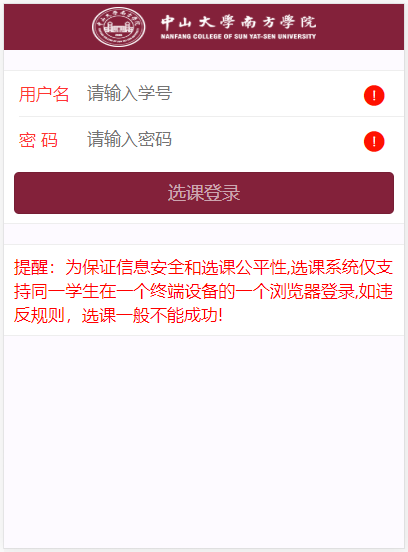 中山大學南方學院
NANFANG COLLEGE OF SUN YAT-SEN UNIVERSITY
用户名 请输入学号 !
密 码 请输入密码 !
选课登录
提醒：为保证信息安全和选课公平性,选课系统仅支
持同一学生在一个终端设备的一个浏览器登录,如违
反规则，选课一般不能成功!